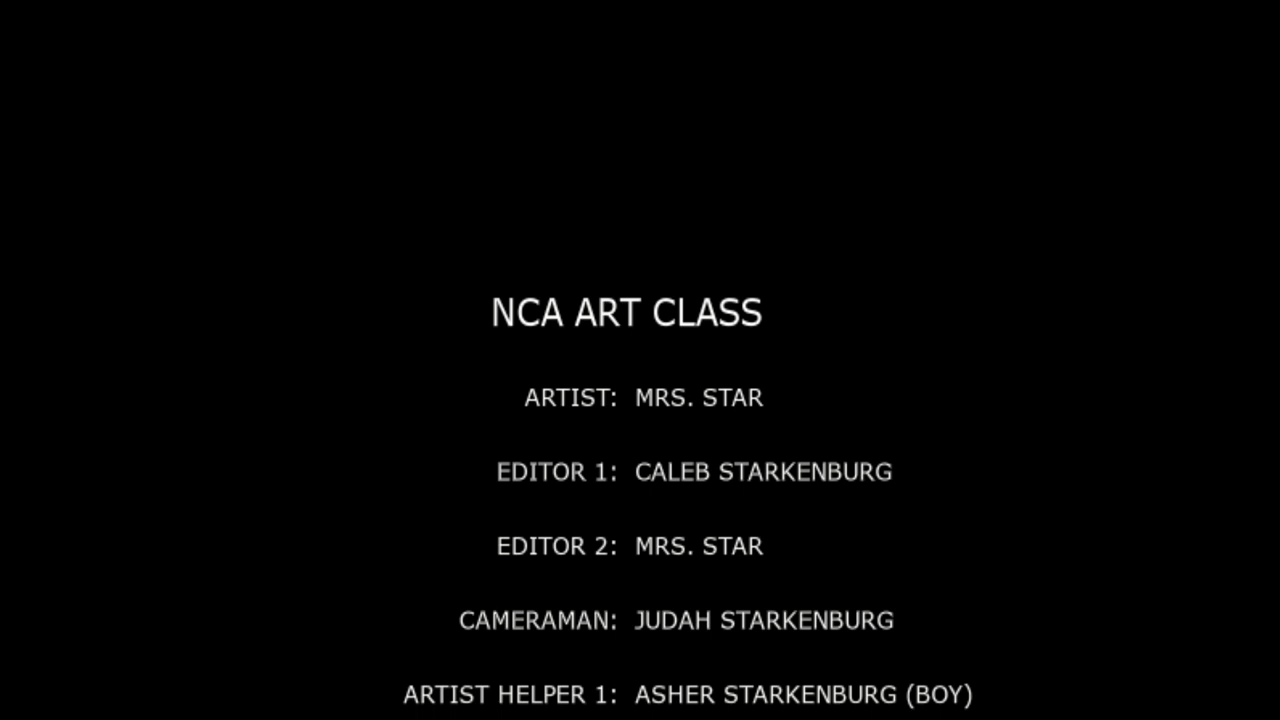 NCA ART CLASS
ARTIST: MRS. STAR
EDITOR 1: CALEB STARKENBURG
EDITOR 2: MRS. STAR
CAMERAMAN: JUDAH STARKENBURG
ARTIST HELPER 1: ASHER STARKENBURG (BOY)